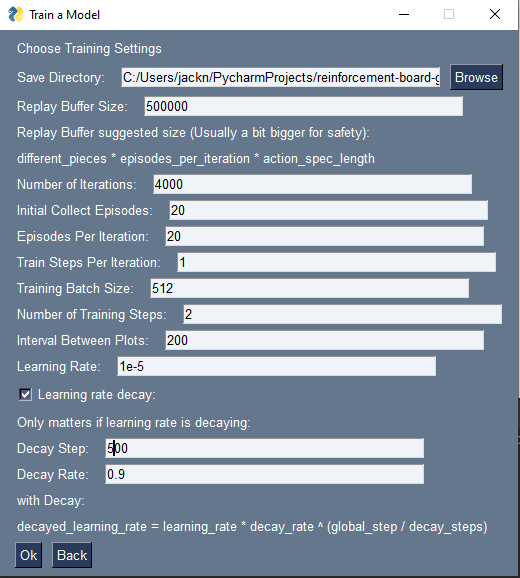 Train a Model
Choose Training Settings
Save Directory: C:/Users/jackn/PycharmProjects/reinforcement-board-g Browse
Replay Buffer Size: 500000
Replay Buffer suggested size (Usually a bit bigger for safety):
different_pieces * episodes_per_iteration * action_spec_length
Number of Iterations: 4000
Initial Collect Episodes: 20
Episodes Per Iteration: 20
Train Steps Per Iteration: 1
Training Batch Size: 512
Number of Training Steps: 2
Interval Between Plots: 200
Learning Rate: 1e-5
Learning rate decay:
Only matters if learning rate is decaying:
Decay Step: 500
Decay Rate: 0.9
with Decay:
decayed_learning_rate = learning_rate * decay_rate ^ (global_step / decay_steps)
Ok Back